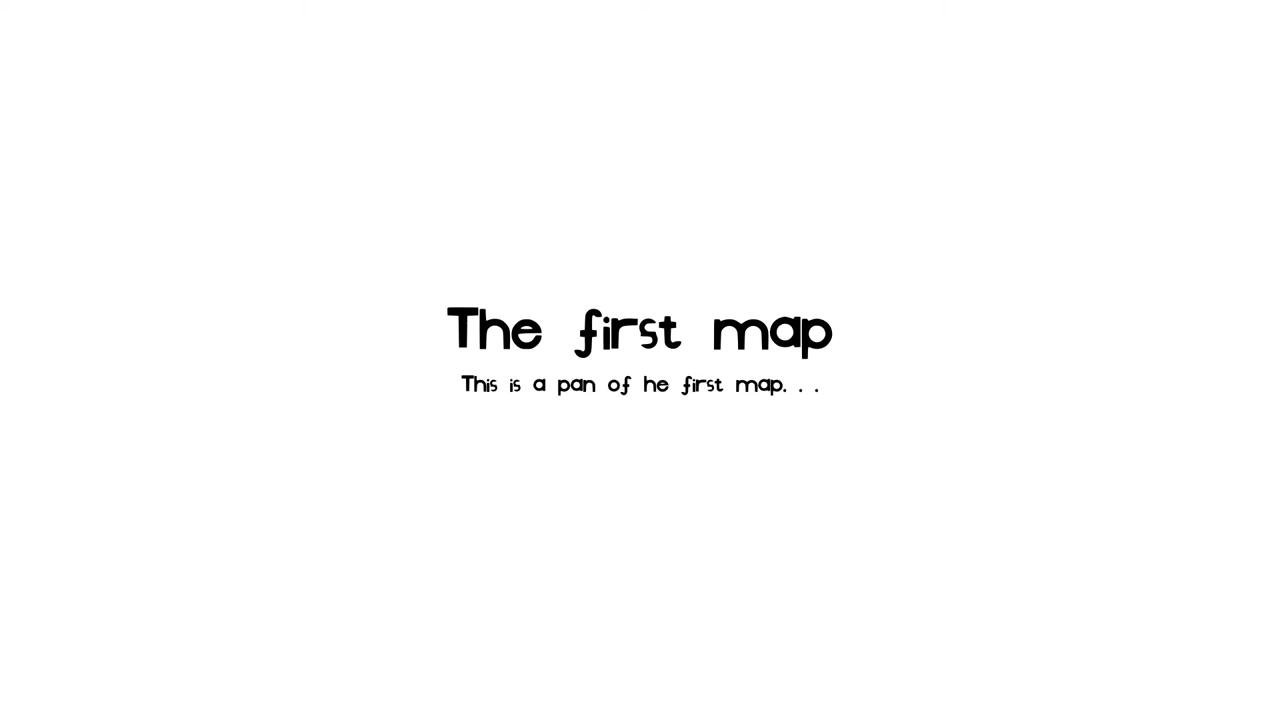 The first map
This is a pan of he first map. . .